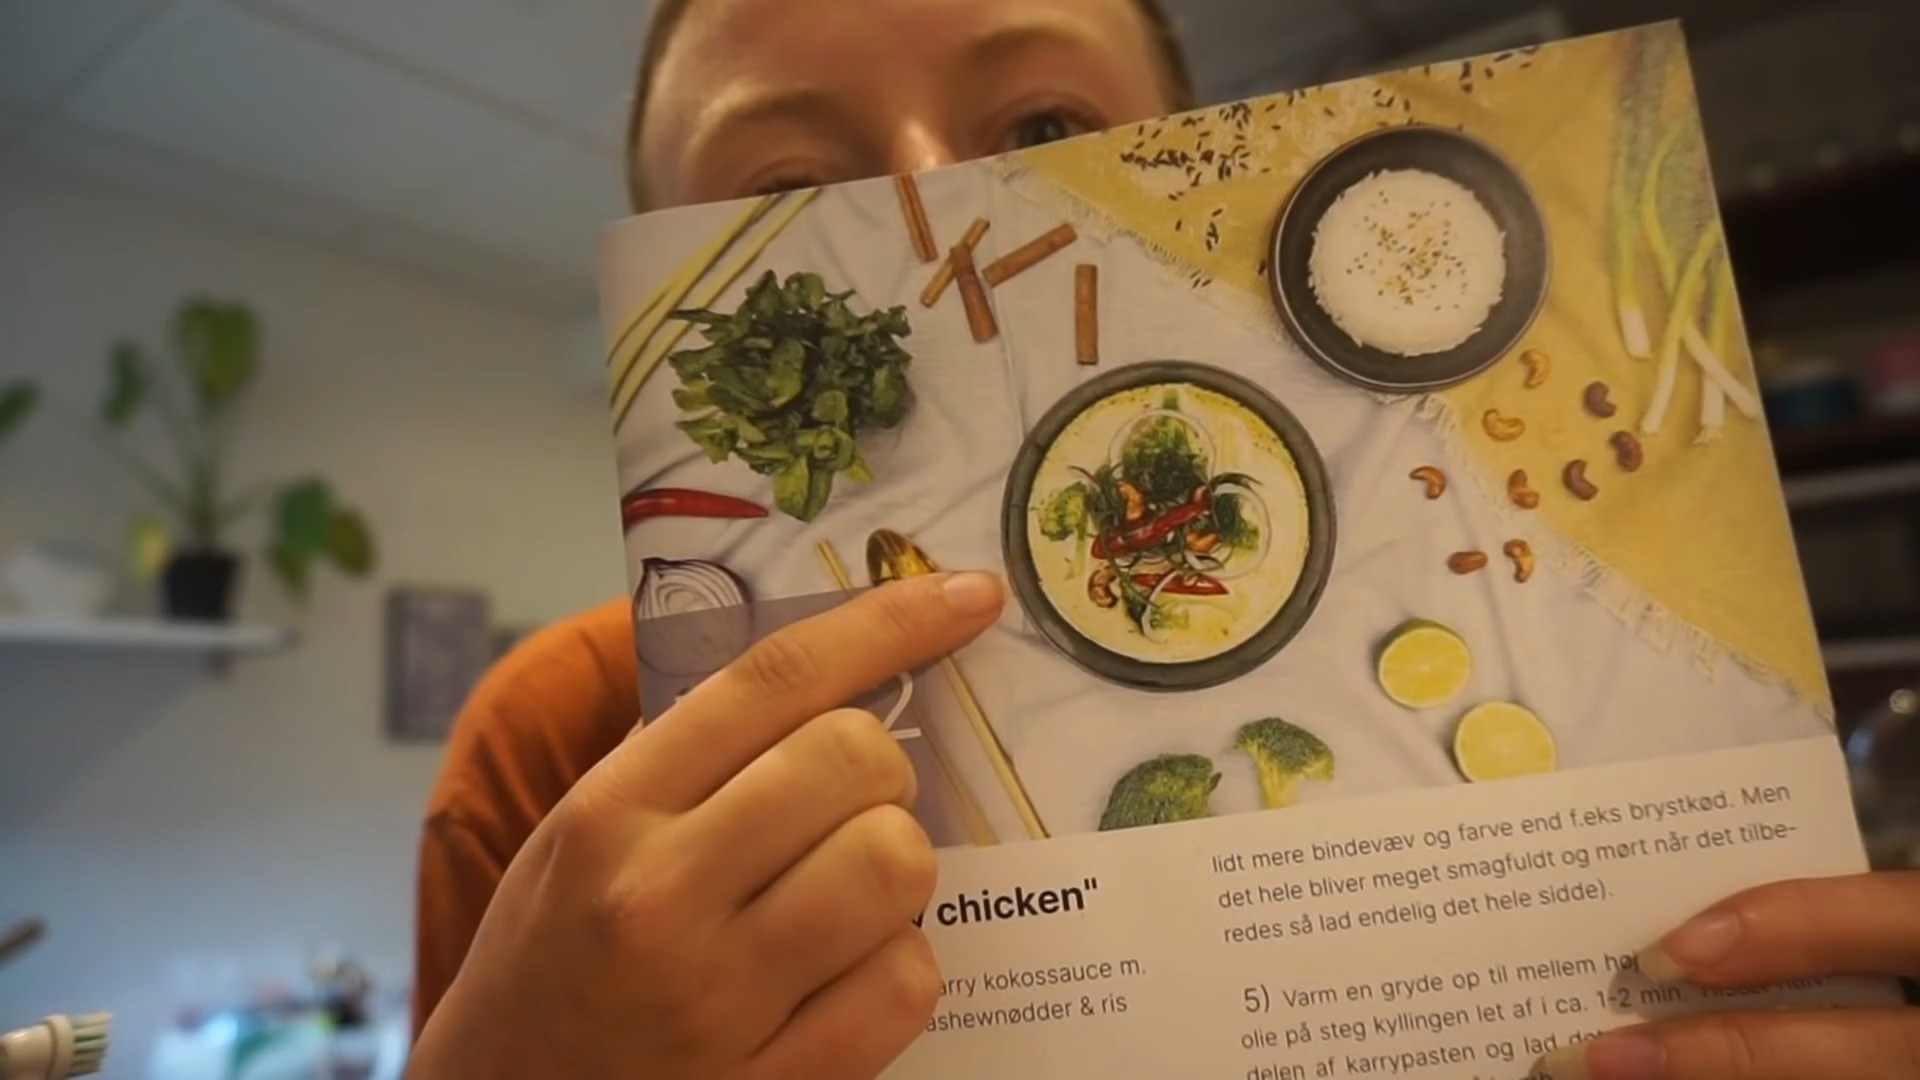 2
chicken"
kokossauce m.
& ris
lidt mere bindevæv og farve end f.eks brystkød. Men
det hele bliver meget smagfuldt og mørt når det tilbe-
redes så lad endelig det hele sidde).
5) Varm en gryde op til mellem
olie på steg kyllingen let af i ca. 1-2 min.
delen af karrypasten og lad